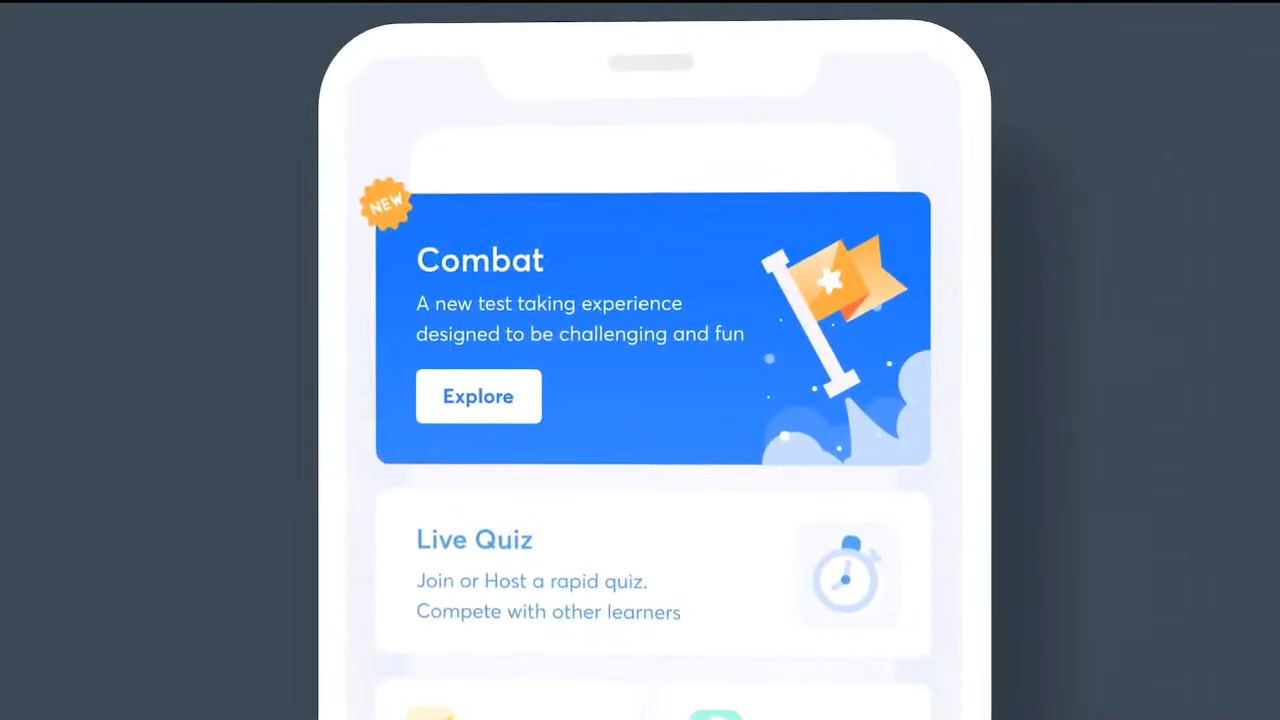 NEW
Combat
A new test taking experience
designed to be challenging and fun
Explore
Live Quiz
Join or Host a rapid quiz.
Compete with other learners